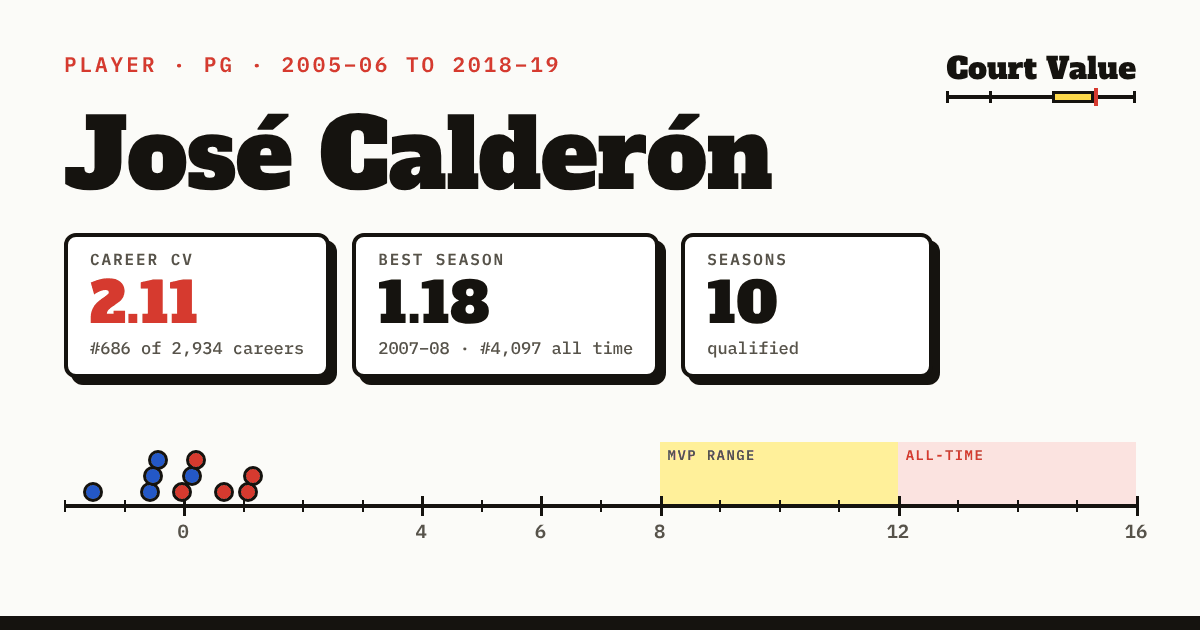 PLAYER · PG · 2005–06 TO 2018–19
Court Value
José Calderón
CAREER CV
2.11
#686 of 2,934 careers
BEST SEASON
1.18
2007–08 · #4,097 all time
SEASONS
10
qualified
MVP RANGE
ALL-TIME
0 4 6 8 12 16